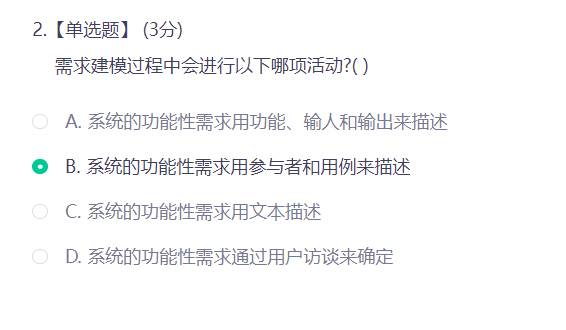 2.【单选题】 (3分)
需求建模过程中会进行以下哪项活动?( )
A. 系统的功能性需求用功能、输人和输出来描述
B. 系统的功能性需求用参与者和用例来描述
C. 系统的功能性需求用文本描述
D. 系统的功能性需求通过用户访谈来确定